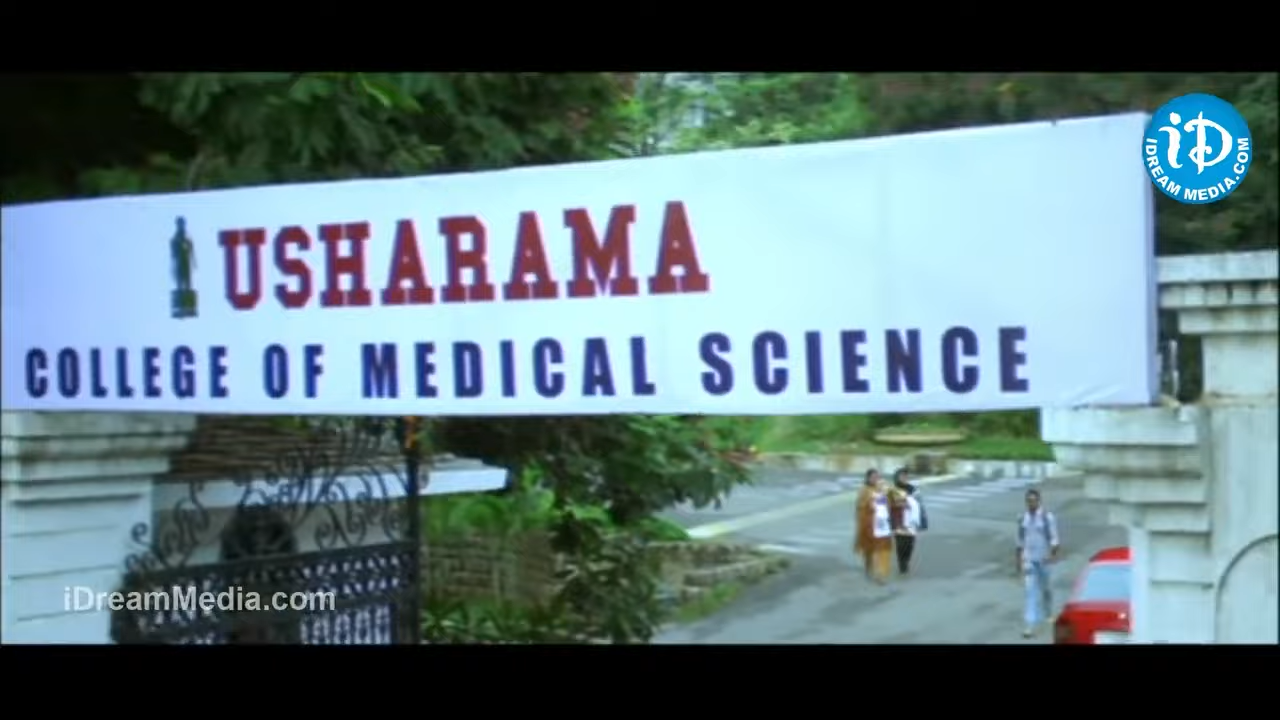 iD
IDREAM MEDIA.COM
USHARAMA
COLLEGE OF MEDICAL SCIENCE
iDreamMedia.com